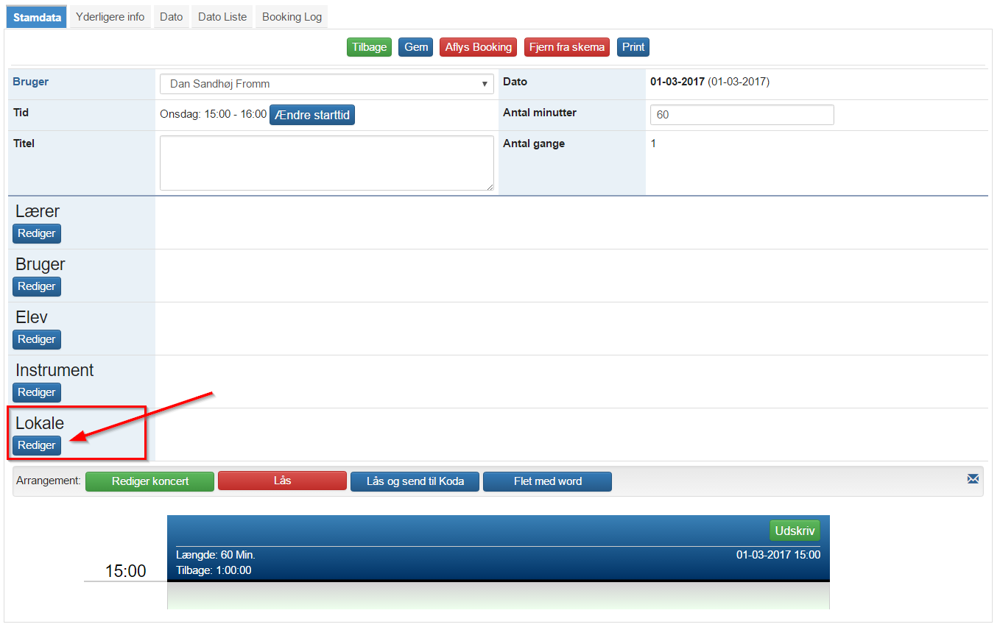 Stamdata Yderligere info Dato Dato Liste Booking Log
Tilbage Gem Aflys Booking Fjern fra skema Print
Bruger Dan Sandhøj Fromm Dato 01-03-2017 (01-03-2017)
Tid Onsdag: 15:00 - 16:00 Ændre starttid Antal minutter 60
Titel Antal gange 1
Lærer
Rediger
Bruger
Rediger
Elev
Rediger
Instrument
Rediger
Lokale
Rediger
Arrangement: Rediger koncert Lås Lås og send til Koda Flet med word
Udskriv
Længde: 60 Min. 01-03-2017 15:00
15:00 Tilbage: 1:00:00